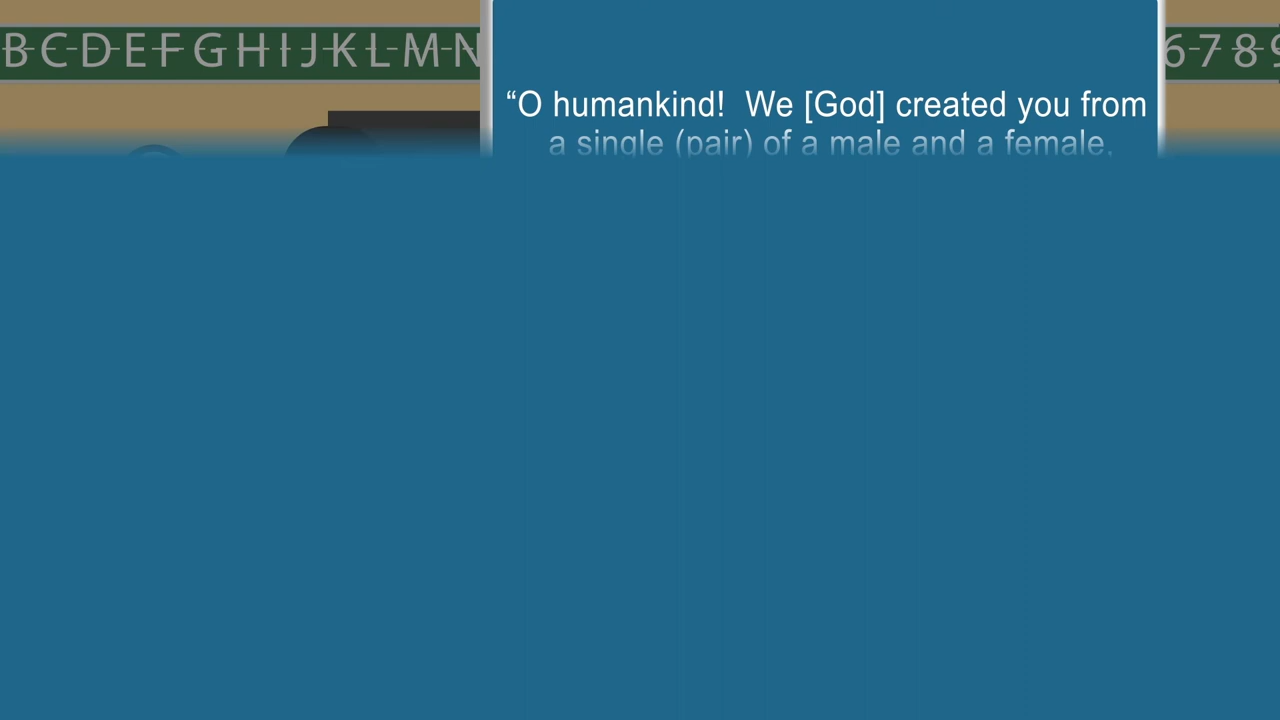 BCDEFGHIJKLMN
6789
“O humankind!  We [God] created you from
a single (pair) of a male and a female,